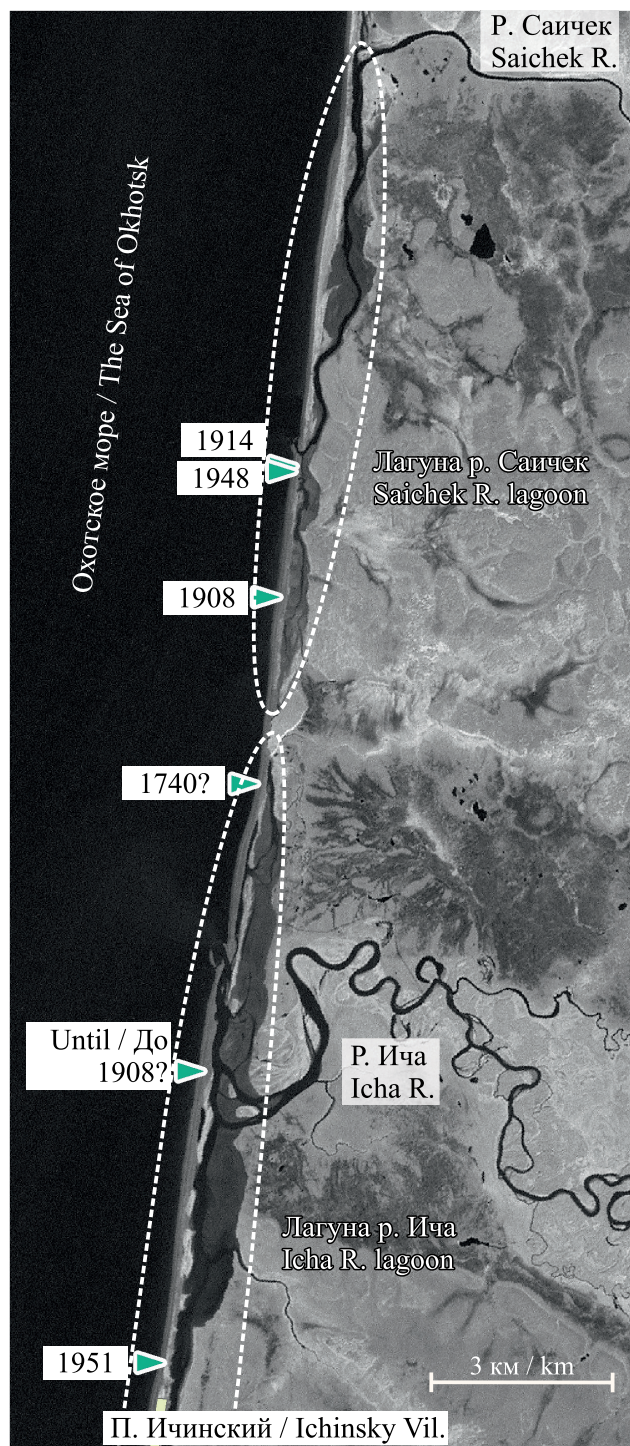 Р. Саичек
Saichek R.
Охотское море / The Sea of Okhotsk
1914
1948
Лагуна р. Саичек
Saichek R. lagoon
1908
1740?
Until / До
1908?
Р. Ича
Icha R.
Лагуна р. Ича
Icha R. lagoon
1951
3 км / km
П. Ичинский / Ichinsky Vil.